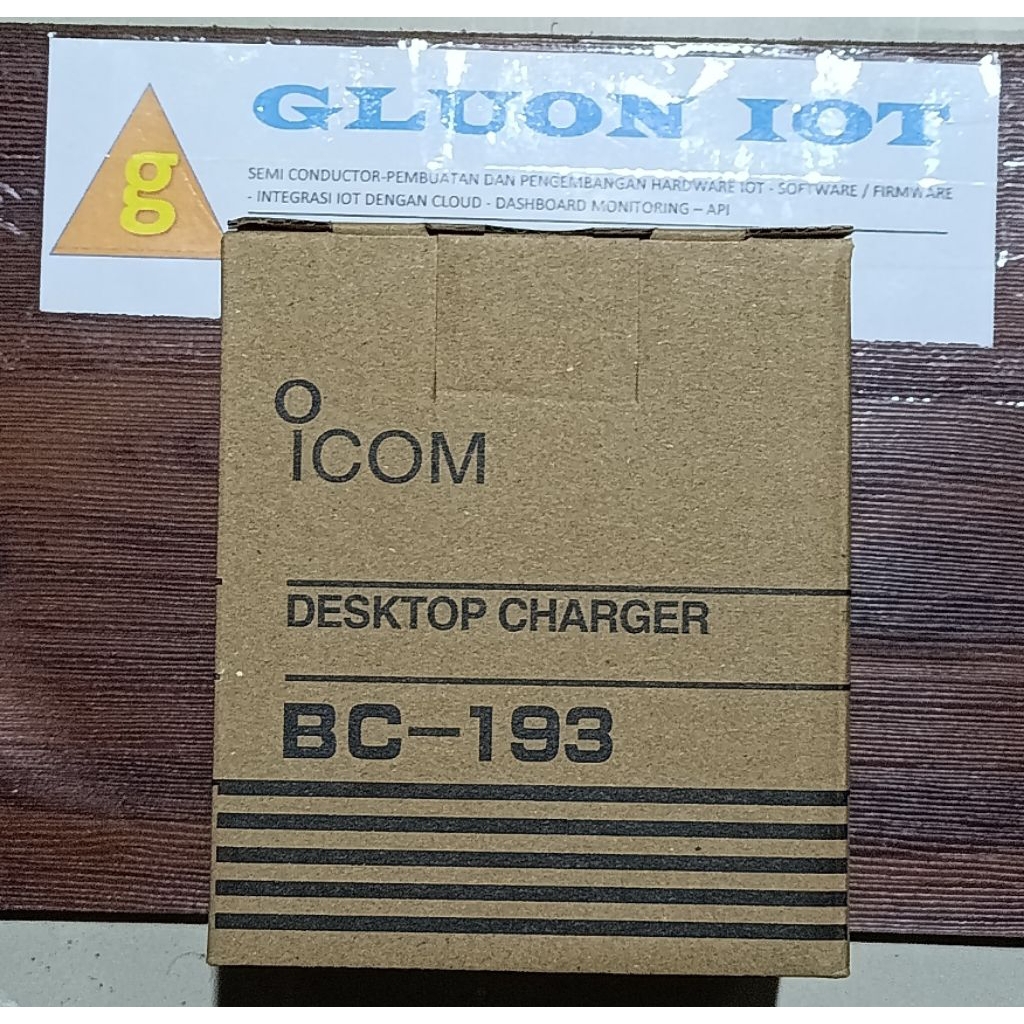 g
GLUON IOT
SEMI CONDUCTOR-PEMBUATAN DAN PENGEMBANGAN HARDWARE IOT - SOFTWARE / FIRMWARE
- INTEGRASI IOT DENGAN CLOUD - DASHBOARD MONITORING – API
ICOM
DESKTOP CHARGER
BC-193